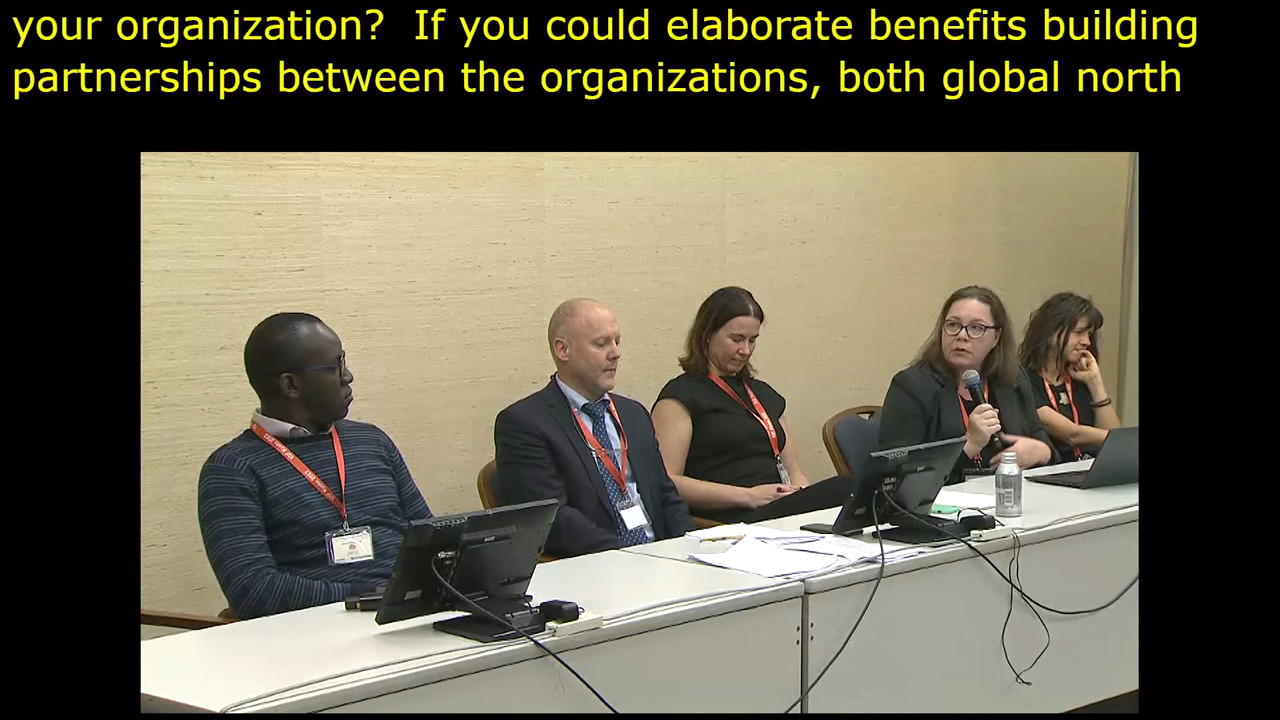 your organization?  If you could elaborate benefits building
partnerships between the organizations, both global north